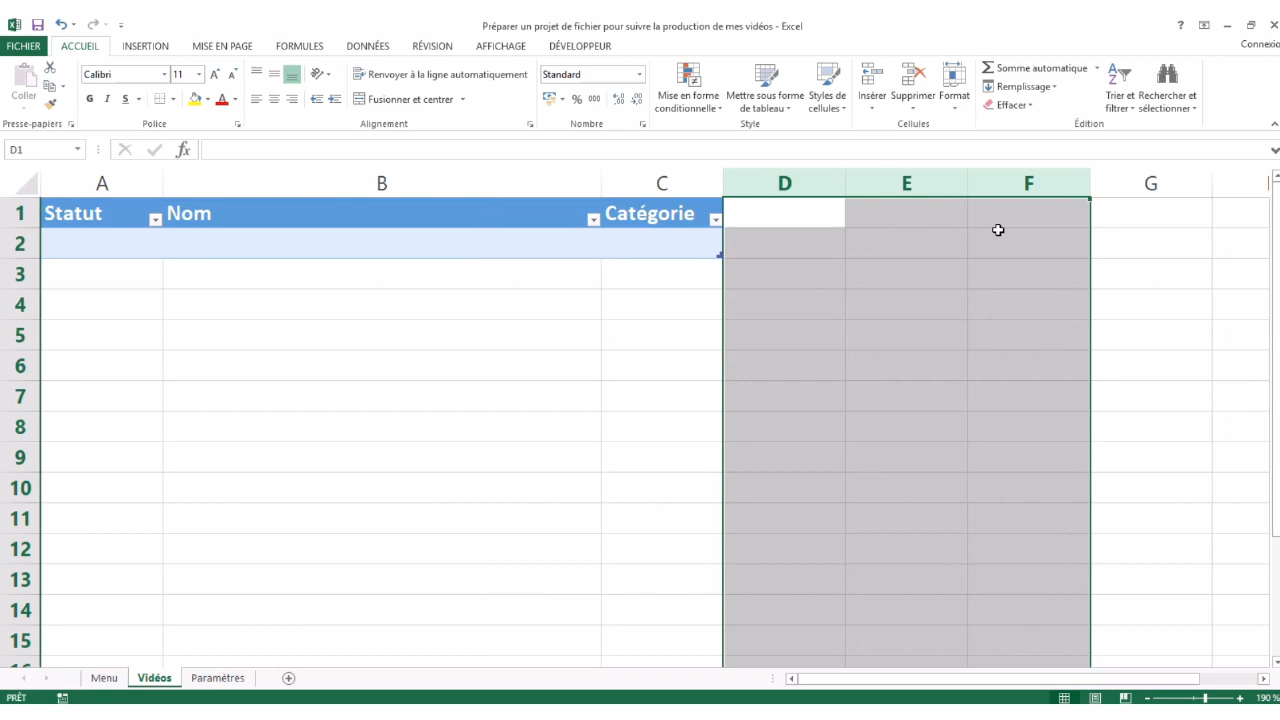 Préparer un projet de fichier pour suivre la production de mes vidéos - Excel
?
FICHIER ACCUEIL INSERTION MISE EN PAGE FORMULES DONNÉES RÉVISION AFFICHAGE DÉVELOPPEUR
Connexio
Coller
Calibri 11
Renvoyer à la ligne automatiquement
Standard
G I S A
Fusionner et centrer
% 000
Mise en forme conditionnelle
Mettre sous forme de tableau
Styles de cellules
Insérer
Supprimer
Format
Somme automatique
Remplissage
Effacer
Trier et filtrer
Rechercher et sélectionner
Presse-papiers Police Alignement Nombre Style Cellules Édition
D1 fx
A B C D E F G
1 Statut Nom Catégorie
2
3
4
5
6
7
8
9
10
11
12
13
14
15
Menu Vidéos Paramètres
PRÊT
190 %